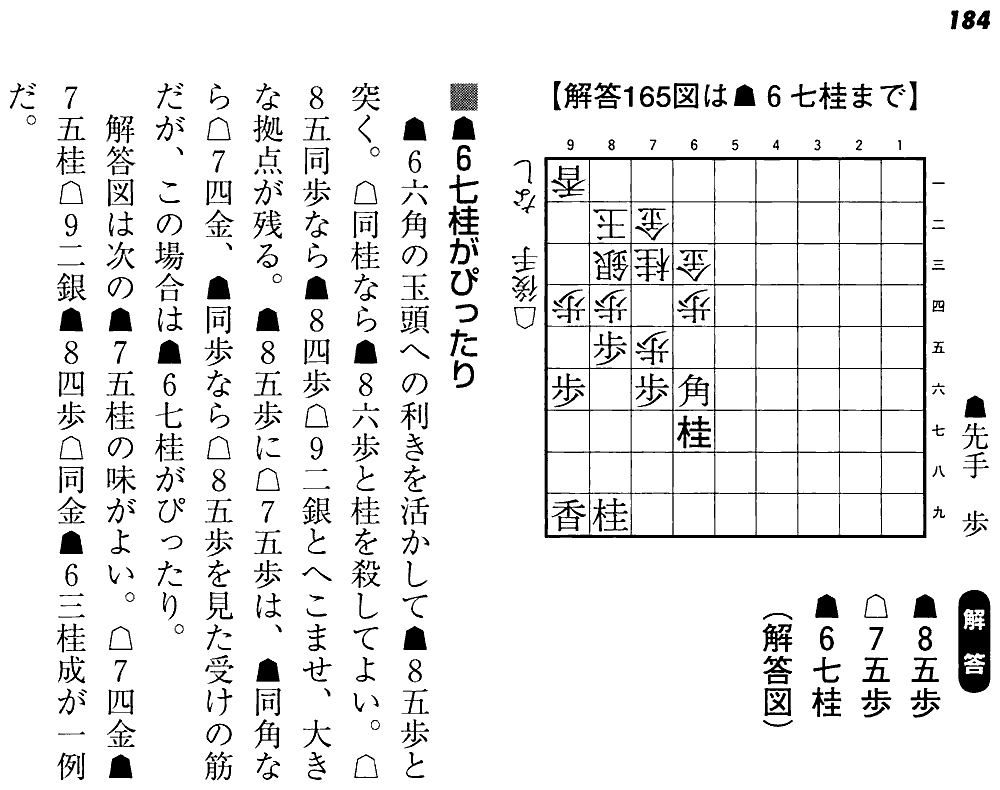 184
【解答165図は☗６七桂まで】
9 8 7 6 5 4 3 2 1
香 一
王 金 二
銀 桂 金 三
歩 歩 歩 四
歩 歩 五
歩 歩 角 六
桂 七
八
香 桂 九
☖後手 なし
☗先手 歩
解答
☗８五歩
☖７五歩
☗６七桂
（解答図）
■☗６七桂がぴったり
☗６六角の玉頭への利きを活かして☗８五歩と
突く。☖同桂なら☗８六歩と桂を殺してよい。☖
８五同歩なら☗８四歩☖９二銀とへこませ、大き
な拠点が残る。☗８五歩に☖７五歩は、☗同角な
ら☖７四金、☗同歩なら☖８五歩を見た受けの筋
だが、この場合は☗６七桂がぴったり。
解答図は次の☗７五桂の味がよい。☖７四金☗
７五桂☖９二銀☗８四歩☖同金☗６三桂成が一例
だ。